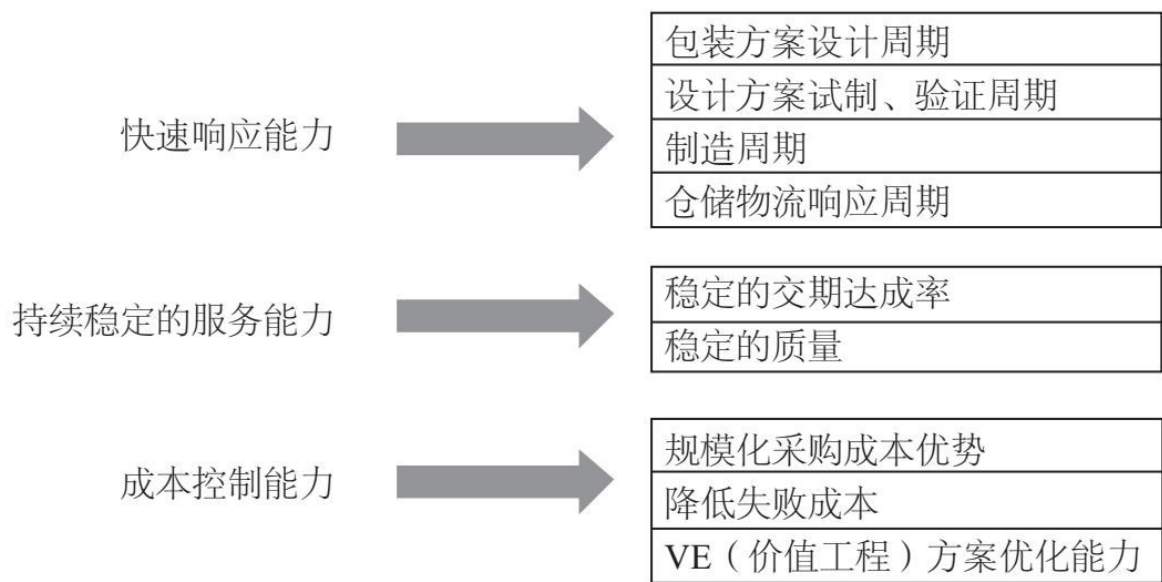 快速响应能力
包装方案设计周期
设计方案试制、验证周期
制造周期
仓储物流响应周期
持续稳定的服务能力
稳定的交期达成率
稳定的质量
成本控制能力
规模化采购成本优势
降低失败成本
VE（价值工程）方案优化能力